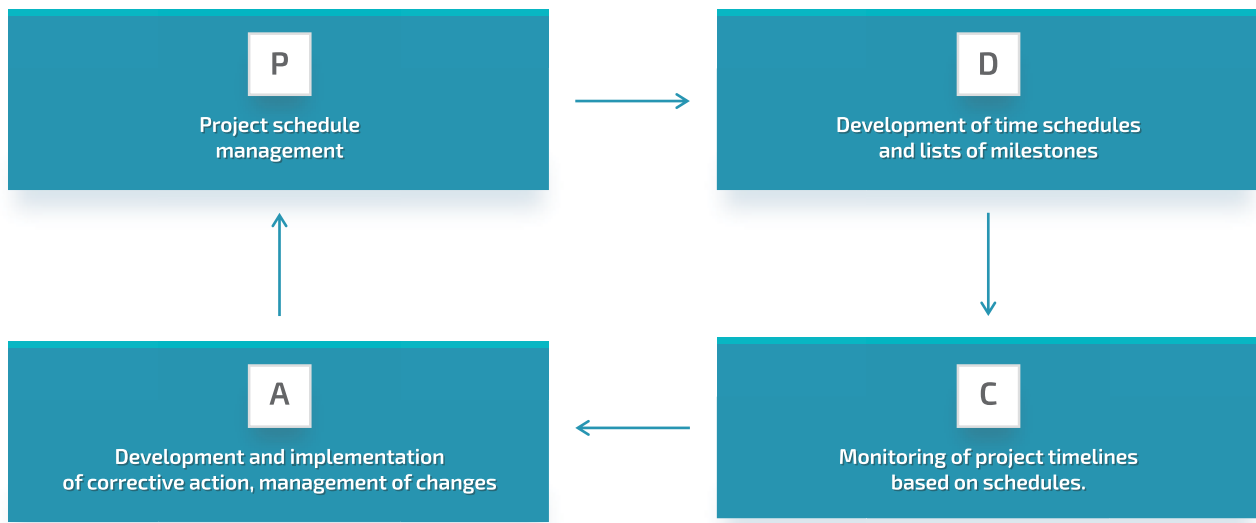 P
Project schedule
management
D
Development of time schedules
and lists of milestones
A
Development and implementation
of corrective action, management of changes
C
Monitoring of project timelines
based on schedules.